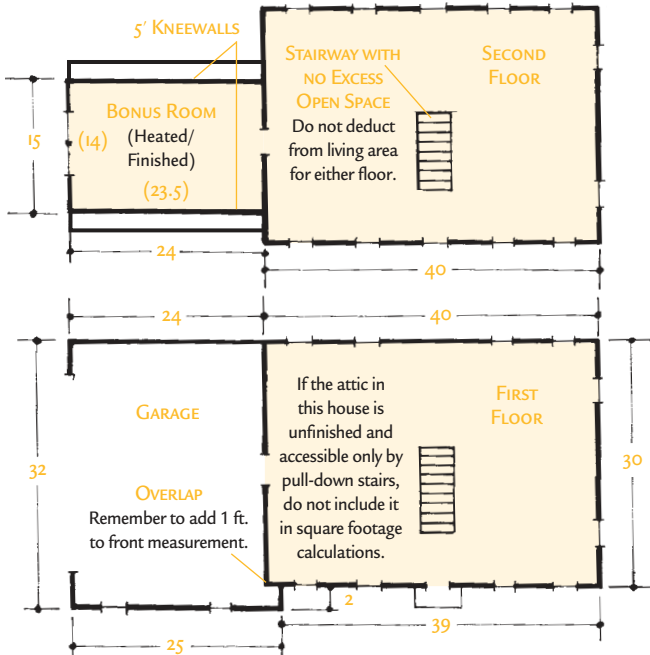 5′ Kneewalls
Stairway with
no Excess
Open Space
Do not deduct
from living area
for either floor.
Second
Floor
Bonus Room
(Heated/
Finished)
15
(14)
(23.5)
24
40
24
40
Garage
If the attic in
this house is
unfinished and
accessible only by
pull-down stairs,
do not include it
in square footage
calculations.
First
Floor
32
30
Overlap
Remember to add 1 ft.
to front measurement.
2
39
25